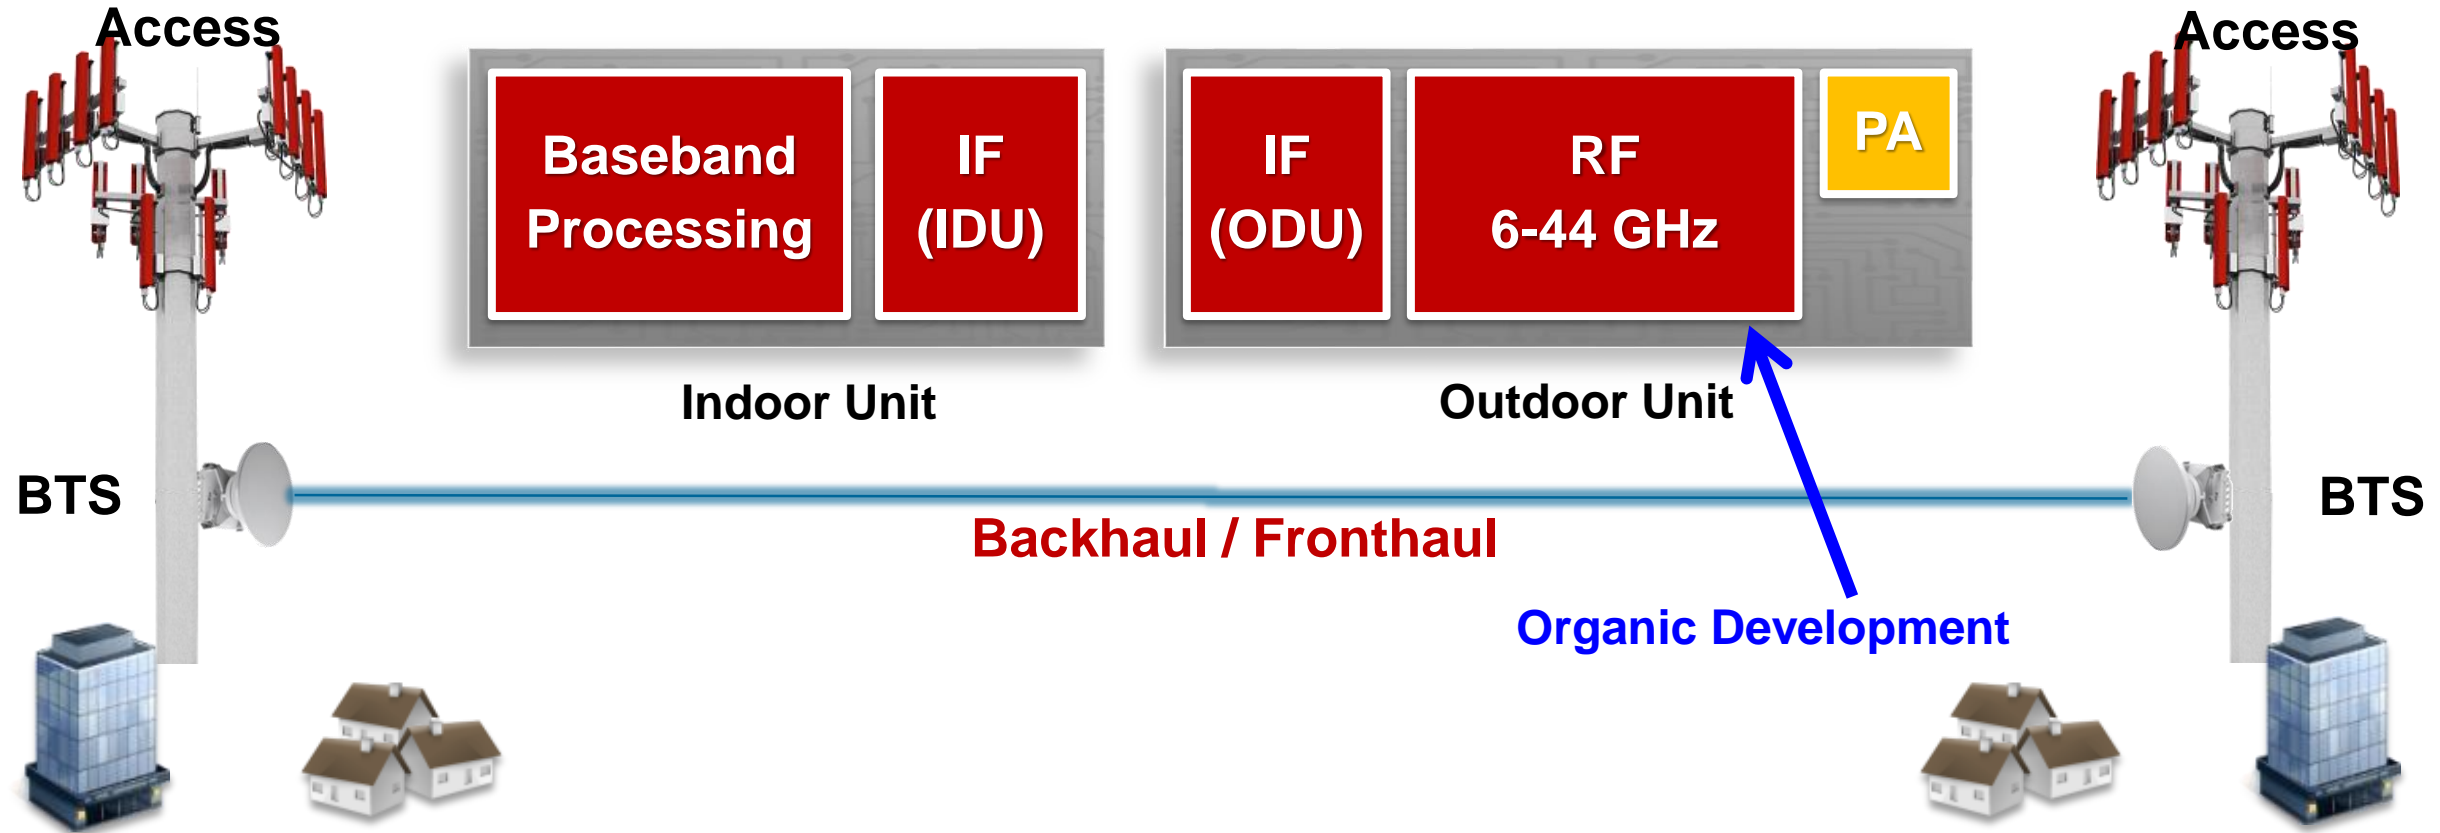 Access
Access
Baseband
Processing
IF
(IDU)
IF
(ODU)
RF
6-44 GHz
PA
Indoor Unit
Outdoor Unit
BTS
BTS
Backhaul / Fronthaul
Organic Development